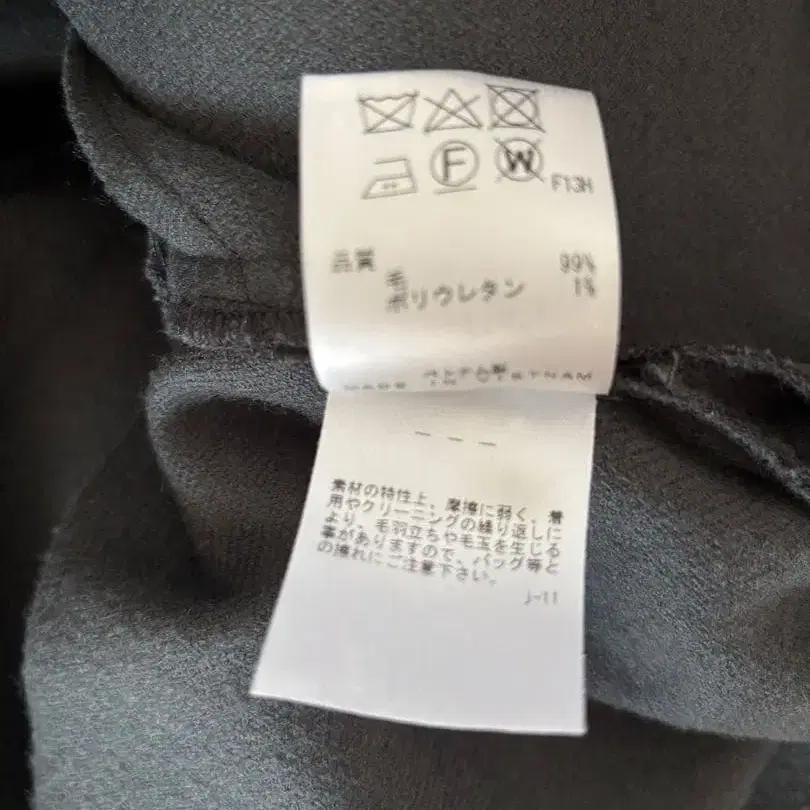 F
W
F13H
品質
毛 99%
ポリウレタン 1%
素材の特性上、摩擦に弱く、着
用やクリーニングの繰り返しに
より、毛羽立ちや毛玉を生じる
事がありますので、バッグ等と
の擦れにご注意下さい。
J-11